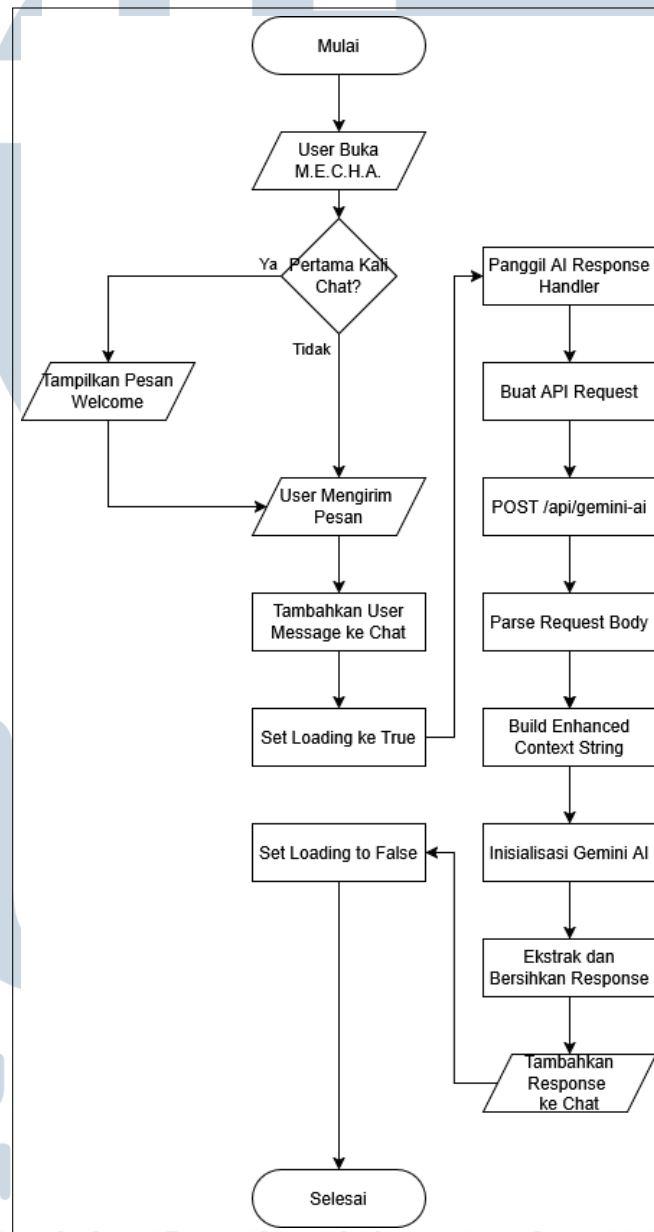 Mulai
User Buka
M.E.C.H.A.
Pertama Kali
Chat?
Ya
Tidak
Tampilkan Pesan
Welcome
User Mengirim
Pesan
Tambahkan User
Message ke Chat
Set Loading ke True
Panggil AI Response
Handler
Buat API Request
POST /api/gemini-ai
Parse Request Body
Build Enhanced
Context String
Inisialisasi Gemini AI
Ekstrak dan
Bersihkan Response
Tambahkan
Response
ke Chat
Set Loading to False
Selesai